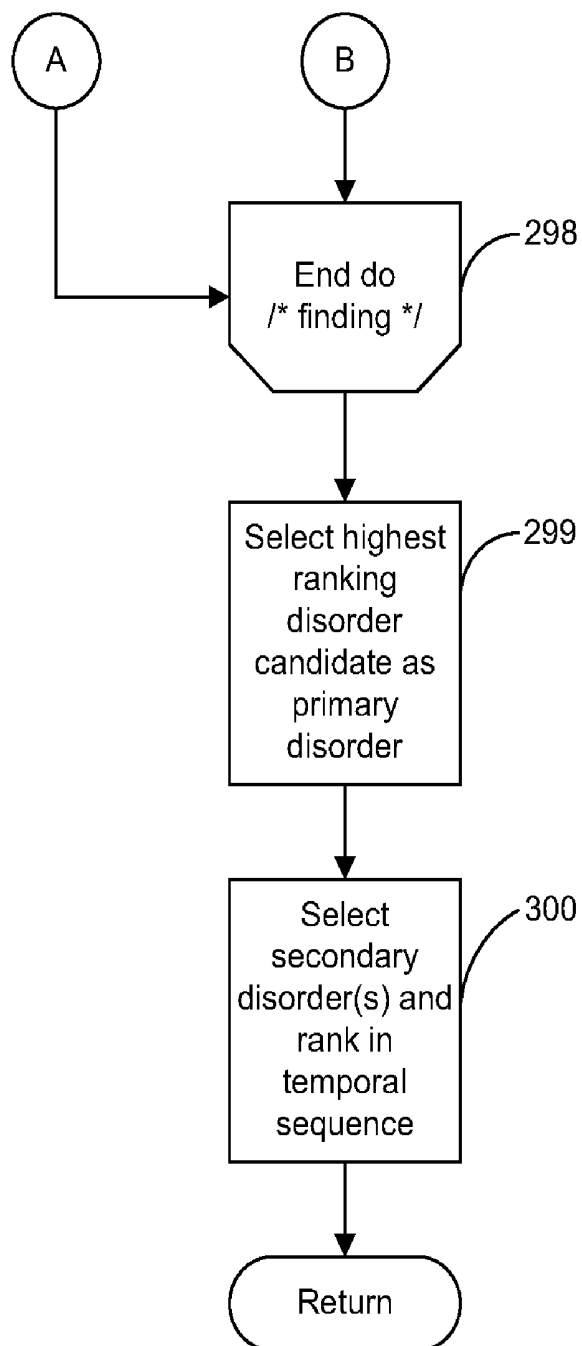 A
B
End do
/* finding */
298
Select highest
ranking
disorder
candidate as
primary
disorder
299
Select
secondary
disorder(s) and
rank in
temporal
sequence
300
Return